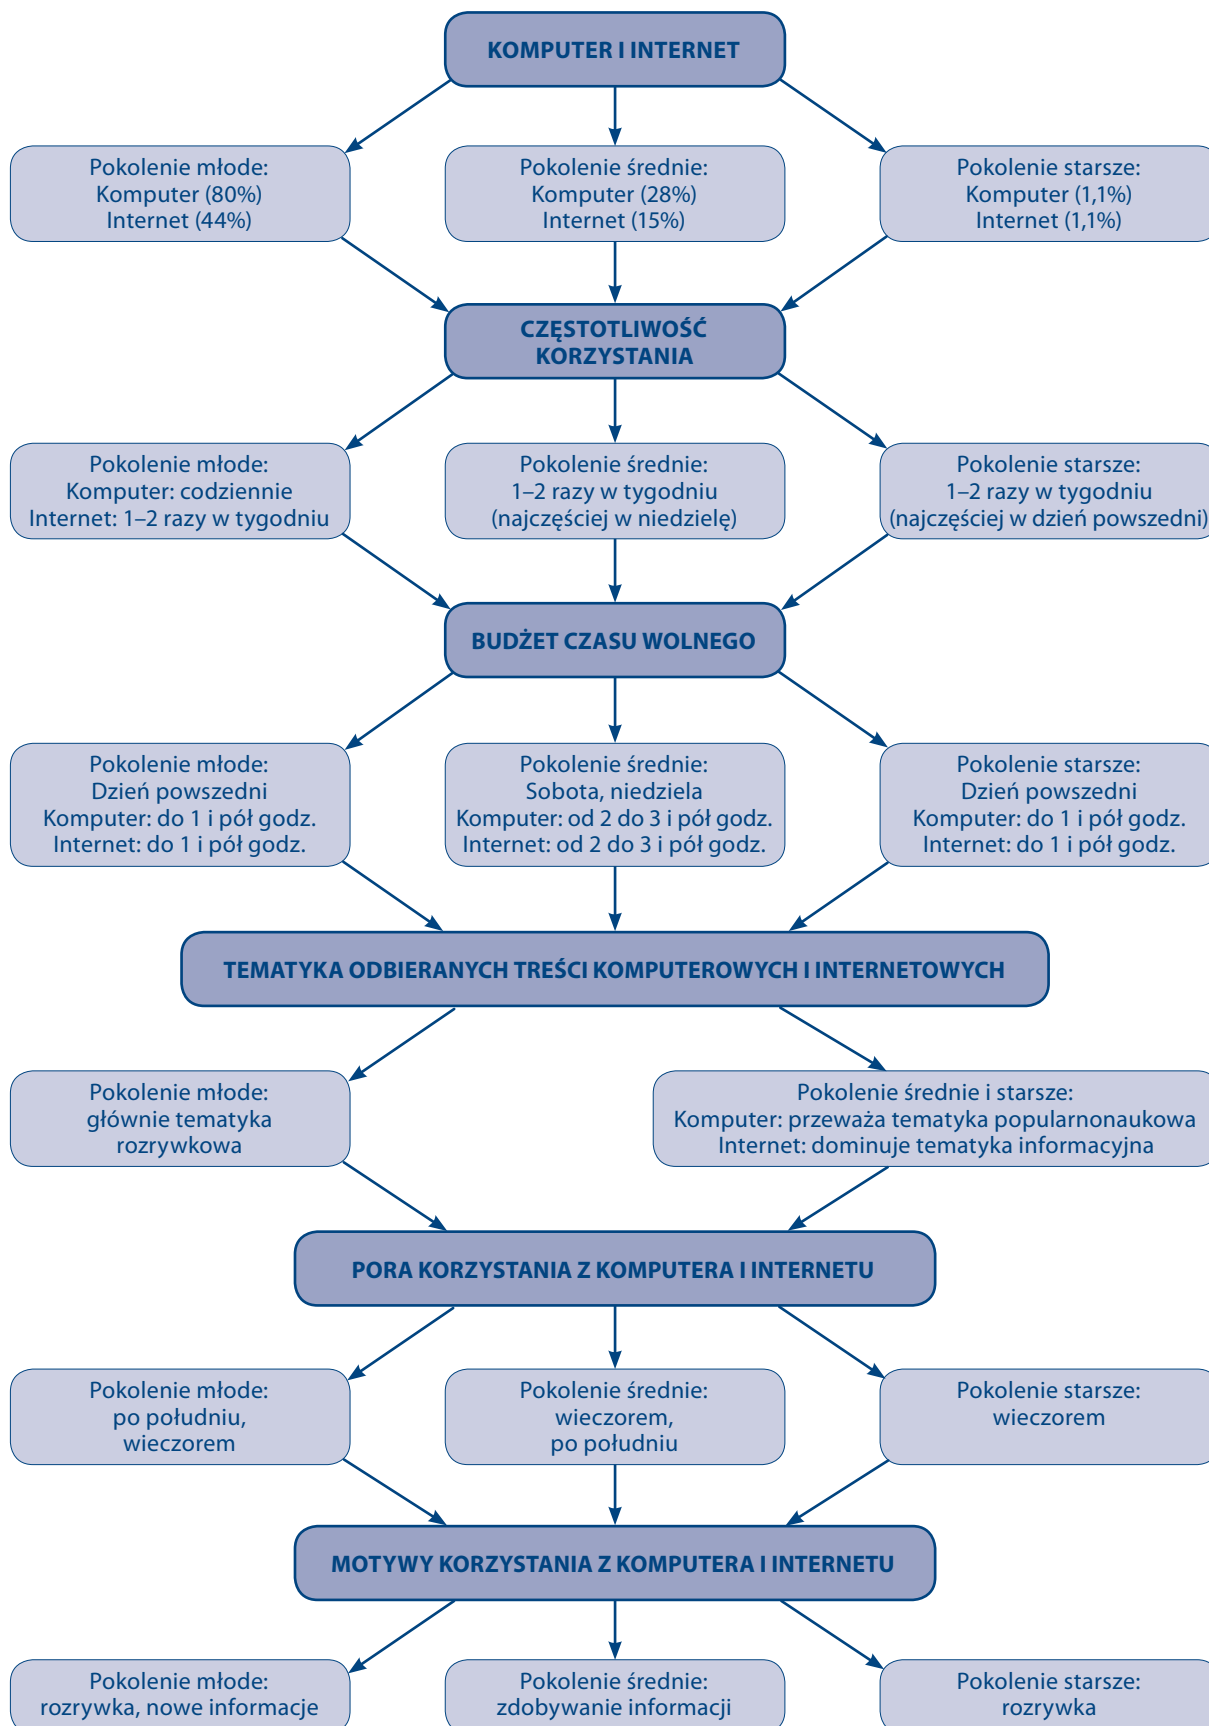 KOMPUTER I INTERNET
Pokolenie młode:
Komputer (80%)
Internet (44%)
Pokolenie średnie:
Komputer (28%)
Internet (15%)
Pokolenie starsze:
Komputer (1,1%)
Internet (1,1%)
CZĘSTOTLIWOŚĆ
KORZYSTANIA
Pokolenie młode:
Komputer: codziennie
Internet: 1–2 razy w tygodniu
Pokolenie średnie:
1–2 razy w tygodniu
(najczęściej w niedzielę)
Pokolenie starsze:
1–2 razy w tygodniu
(najczęściej w dzień powszedni)
BUDŻET CZASU WOLNEGO
Pokolenie młode:
Dzień powszedni
Komputer: do 1 i pół godz.
Internet: do 1 i pół godz.
Pokolenie średnie:
Sobota, niedziela
Komputer: od 2 do 3 i pół godz.
Internet: od 2 do 3 i pół godz.
Pokolenie starsze:
Dzień powszedni
Komputer: do 1 i pół godz.
Internet: do 1 i pół godz.
TEMATYKA ODBIERANYCH TREŚCI KOMPUTEROWYCH I INTERNETOWYCH
Pokolenie młode:
głównie tematyka
rozrywkowa
Pokolenie średnie i starsze:
Komputer: przeważa tematyka popularnonaukowa
Internet: dominuje tematyka informacyjna
PORA KORZYSTANIA Z KOMPUTERA I INTERNETU
Pokolenie młode:
po południu,
wieczorem
Pokolenie średnie:
wieczorem,
po południu
Pokolenie starsze:
wieczorem
MOTYWY KORZYSTANIA Z KOMPUTERA I INTERNETU
Pokolenie młode:
rozrywka, nowe informacje
Pokolenie średnie:
zdobywanie informacji
Pokolenie starsze:
rozrywka